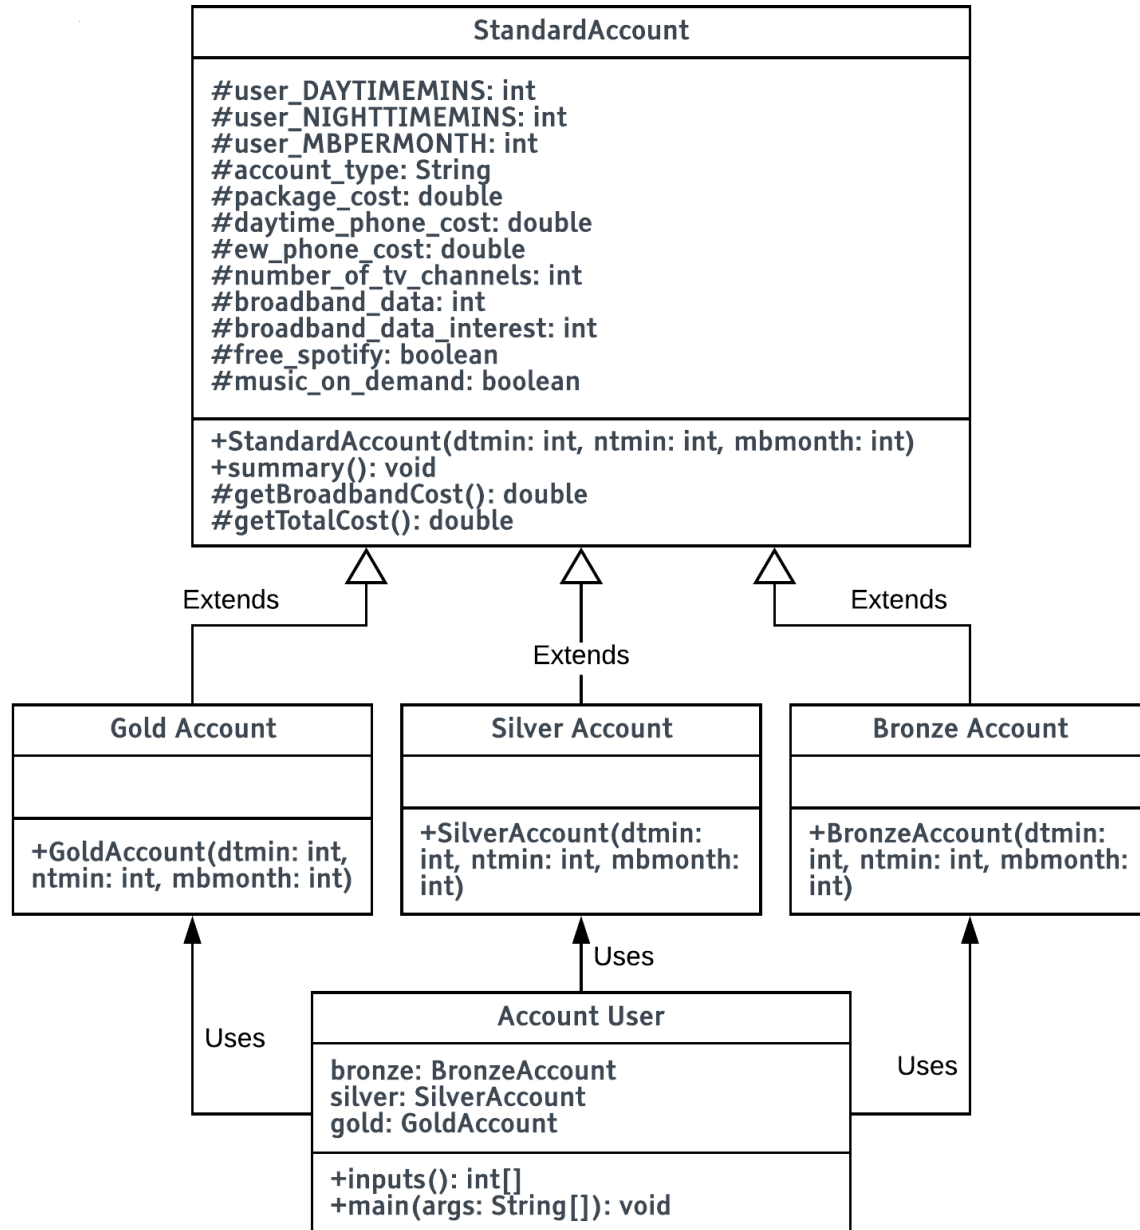 StandardAccount
#user_DAYTIMEMINS: int
#user_NIGHTTIMEMINS: int
#user_MBPERMONTH: int
#account_type: String
#package_cost: double
#daytime_phone_cost: double
#ew_phone_cost: double
#number_of_tv_channels: int
#broadband_data: int
#broadband_data_interest: int
#free_spotify: boolean
#music_on_demand: boolean
+StandardAccount(dtmin: int, ntmin: int, mbmonth: int)
+summary(): void
#getBroadbandCost(): double
#getTotalCost(): double
Extends
Extends
Extends
Gold Account
+GoldAccount(dtmin: int,
ntmin: int, mbmonth: int)
Silver Account
+SilverAccount(dtmin:
int, ntmin: int, mbmonth:
int)
Bronze Account
+BronzeAccount(dtmin:
int, ntmin: int, mbmonth:
int)
Uses
Uses
Uses
Account User
bronze: BronzeAccount
silver: SilverAccount
gold: GoldAccount
+inputs(): int[]
+main(args: String[]): void